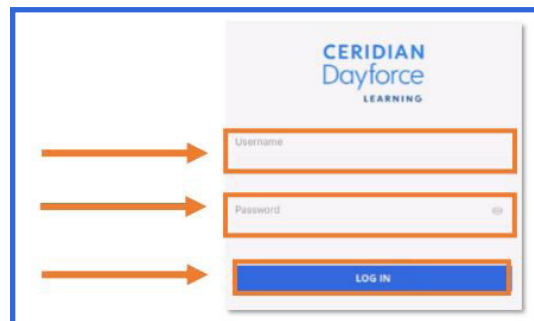 CERIDIAN
Dayforce
LEARNING
Username
Password
LOG IN